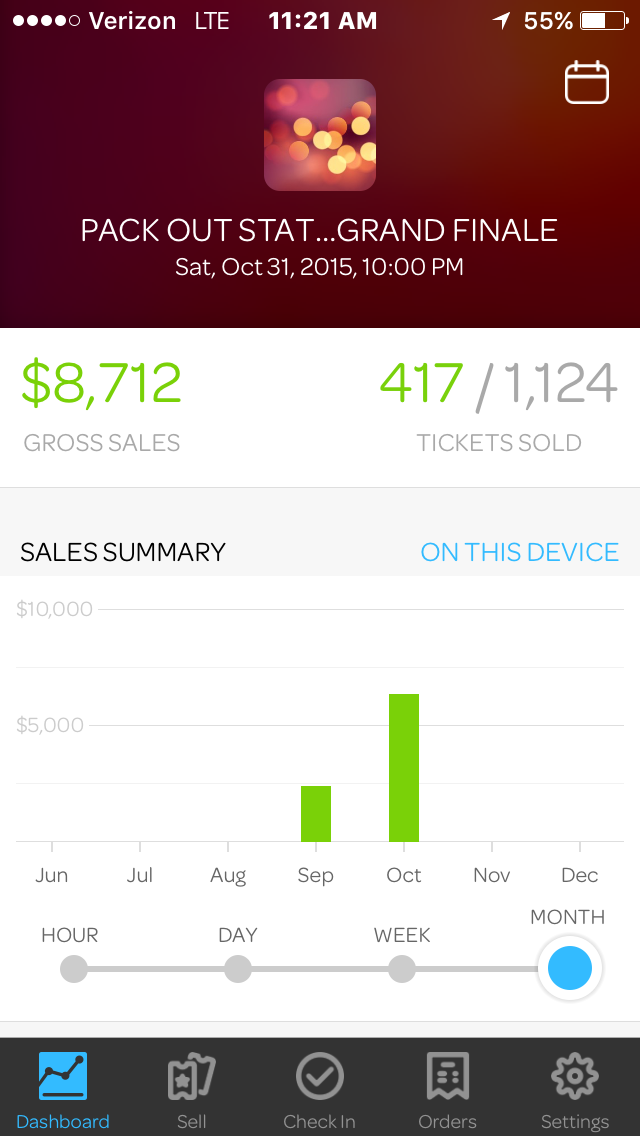 Verizon LTE 11:21 AM 55%
PACK OUT STAT...GRAND FINALE
Sat, Oct 31, 2015, 10:00 PM
$8,712 417 / 1,124
GROSS SALES TICKETS SOLD
SALES SUMMARY ON THIS DEVICE
$10,000
$5,000
Jun Jul Aug Sep Oct Nov Dec
HOUR DAY WEEK MONTH
Dashboard Sell Check In Orders Settings